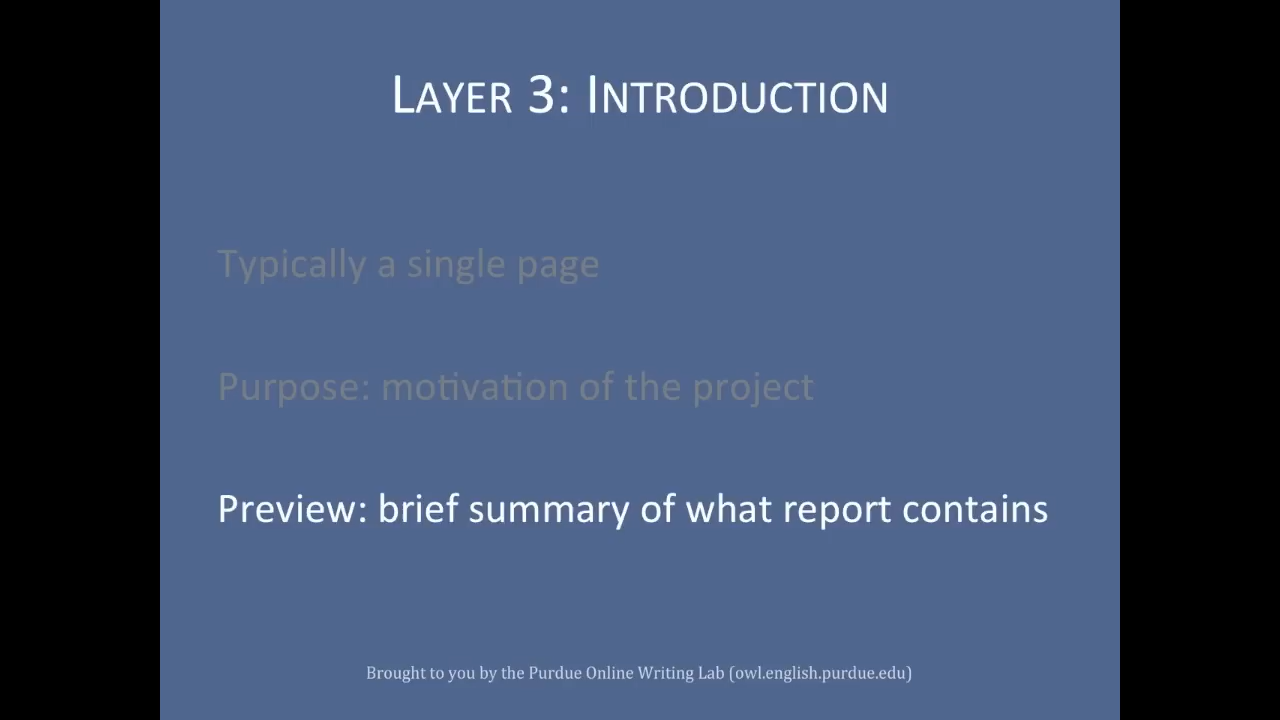 LAYER 3: INTRODUCTION
Typically a single page
Purpose: motivation of the project
Preview: brief summary of what report contains
Brought to you by the Purdue Online Writing Lab (owl.english.purdue.edu)